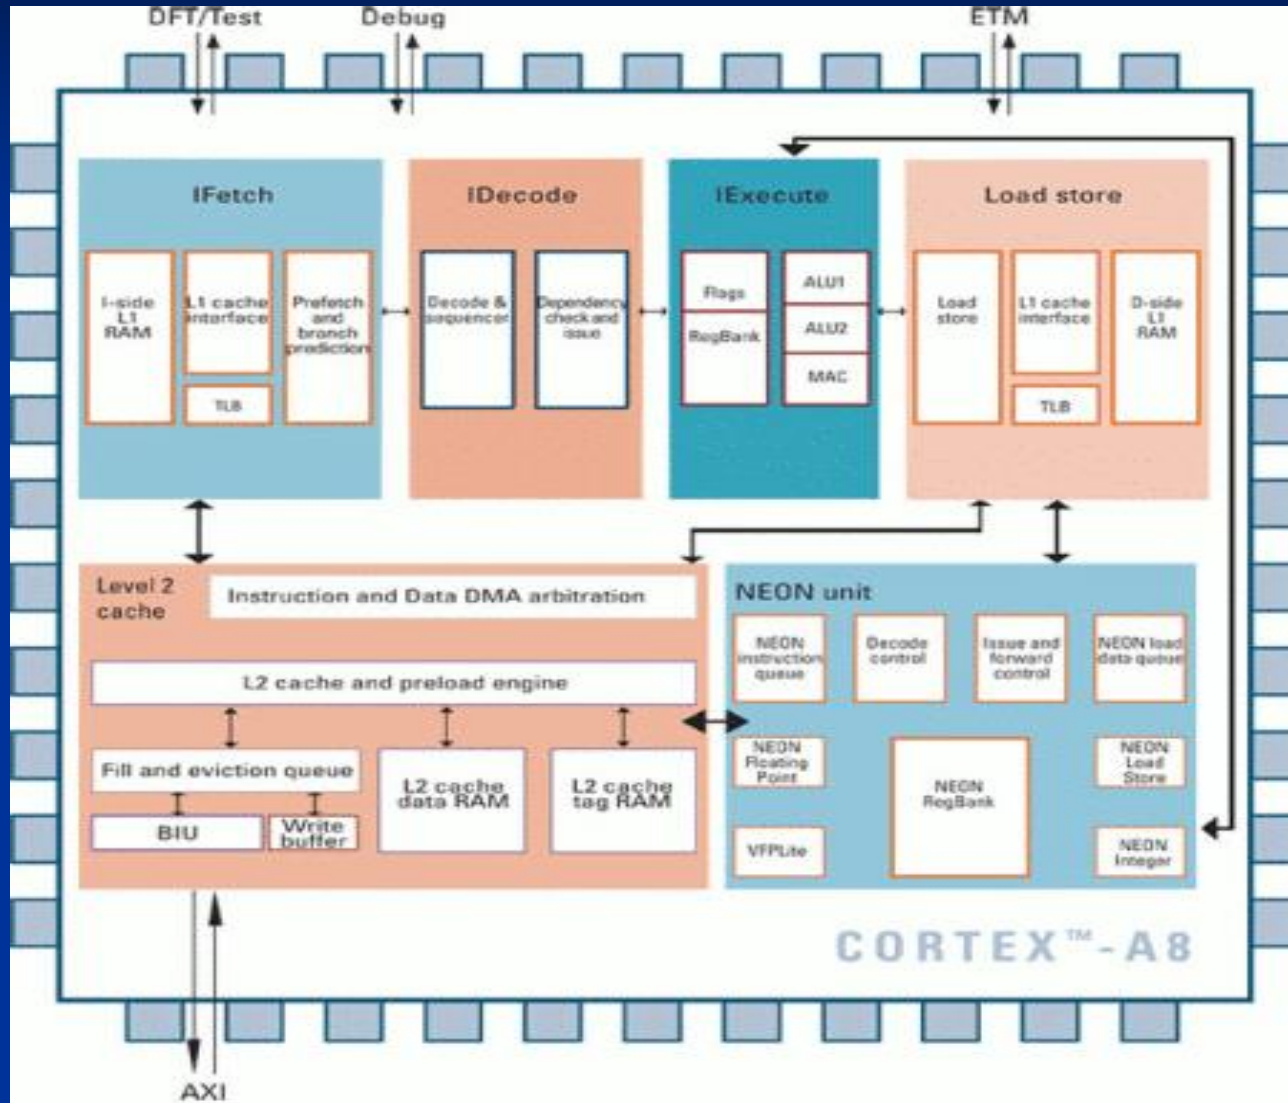 DFT/Test
Debug
ETM
IFetch
I-side
L1
RAM
L1 cache
interface
TLB
Prefetch
and
branch
prediction
IDecode
Decode &
sequencer
Dependency
check and
issue
IExecute
Flags
RegBank
ALU1
ALU2
MAC
Load store
Load
store
L1 cache
interface
TLB
D-side
L1
RAM
Level 2
cache
Instruction and Data DMA arbitration
L2 cache and preload engine
Fill and eviction queue
BIU
Write
buffer
L2 cache
data RAM
L2 cache
tag RAM
NEON unit
NEON
instruction
queue
Decode
control
Issue and
forward
control
NEON load
data queue
NEON
Floating
Point
NEON
RegBank
NEON
Load
Store
VFPLite
NEON
Integer
CORTEX™-A8
AXI